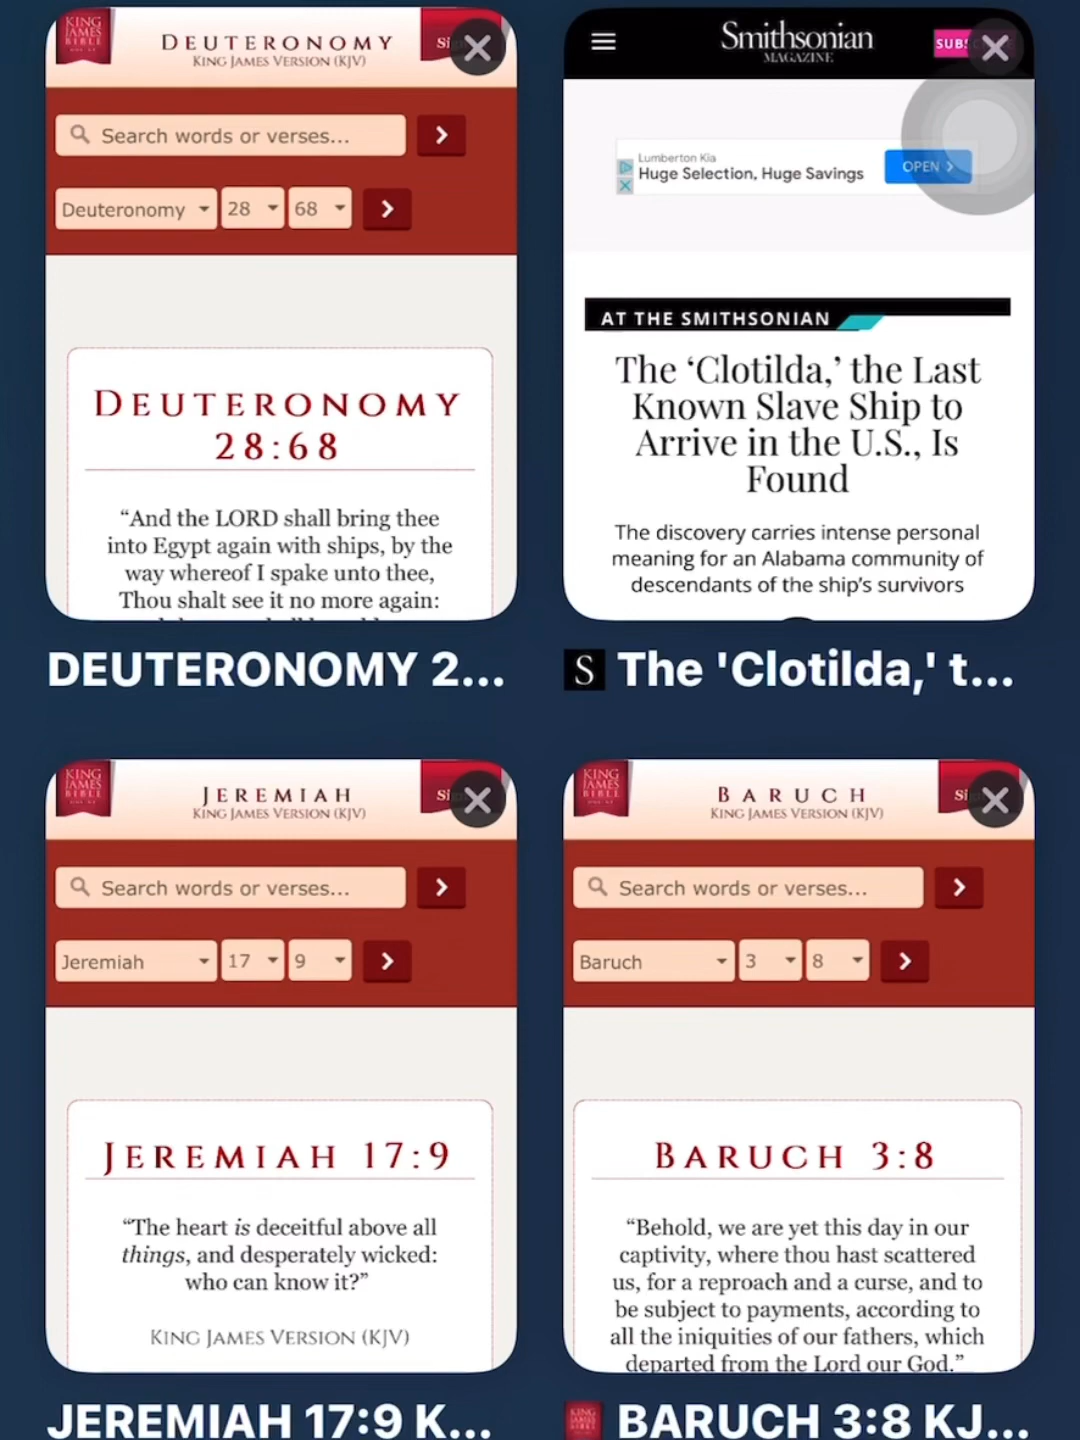 KING
JAMES
BIBLE
DEUTERONOMY
KING JAMES VERSION (KJV)
Search words or verses...
Deuteronomy 28 68
DEUTERONOMY
28:68
“And the LORD shall bring thee
into Egypt again with ships, by the
way whereof I spake unto thee,
Thou shalt see it no more again:
DEUTERONOMY 2...
Smithsonian
MAGAZINE
Lumberton Kia
Huge Selection, Huge Savings
OPEN
AT THE SMITHSONIAN
The ‘Clotilda,’ the Last
Known Slave Ship to
Arrive in the U.S., Is
Found
The discovery carries intense personal
meaning for an Alabama community of
descendants of the ship’s survivors
S The 'Clotilda,' t...
KING
JAMES
BIBLE
JEREMIAH
KING JAMES VERSION (KJV)
Search words or verses...
Jeremiah 17 9
JEREMIAH 17:9
“The heart is deceitful above all
things, and desperately wicked:
who can know it?”
KING JAMES VERSION (KJV)
JEREMIAH 17:9 K...
KING
JAMES
BIBLE
BARUCH
KING JAMES VERSION (KJV)
Search words or verses...
Baruch 3 8
BARUCH 3:8
“Behold, we are yet this day in our
captivity, where thou hast scattered
us, for a reproach and a curse, and to
be subject to payments, according to
all the iniquities of our fathers, which
departed from the Lord our God.”
BARUCH 3:8 KJ...